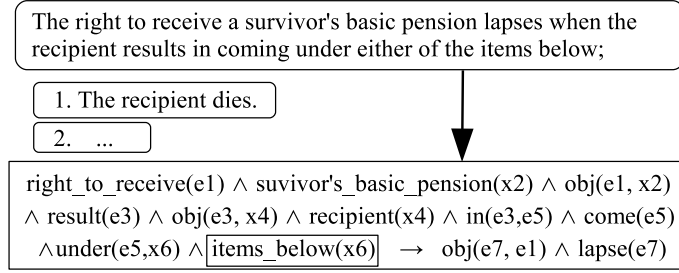 The right to receive a survivor's basic pension lapses when the
recipient results in coming under either of the items below;
1. The recipient dies.
2. ...
right_to_receive(e1) ∧ suvivor's_basic_pension(x2) ∧ obj(e1, x2)
∧ result(e3) ∧ obj(e3, x4) ∧ recipient(x4) ∧ in(e3,e5) ∧ come(e5)
∧under(e5,x6) ∧ items_below(x6) → obj(e7, e1) ∧ lapse(e7)